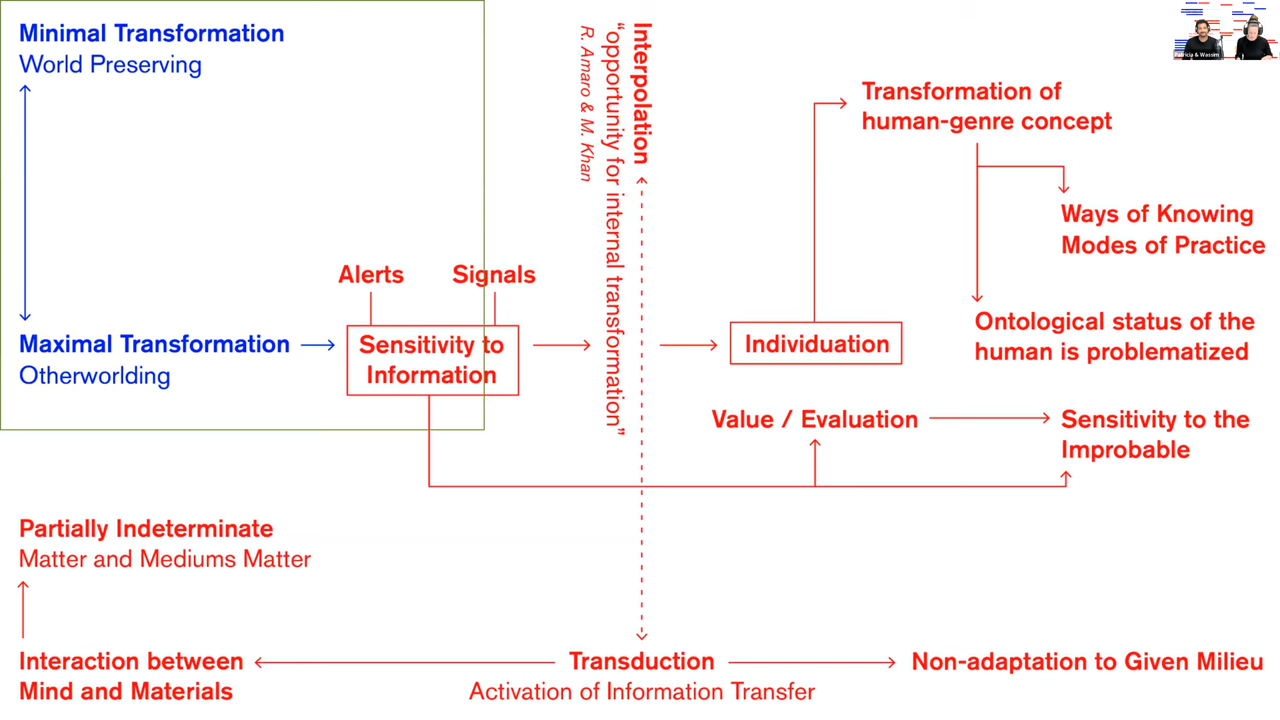 Minimal Transformation
World Preserving
Maximal Transformation
Otherworlding
Alerts
Signals
Sensitivity to
Information
Interpolation
“opportunity for internal transformation”
R. Amaro & M. Khan
Individuation
Transformation of
human-genre concept
Ways of Knowing
Modes of Practice
Ontological status of the
human is problematized
Value / Evaluation
Sensitivity to the
Improbable
Partially Indeterminate
Matter and Mediums Matter
Interaction between
Mind and Materials
Transduction
Activation of Information Transfer
Non-adaptation to Given Milieu
Patricia & Wassim